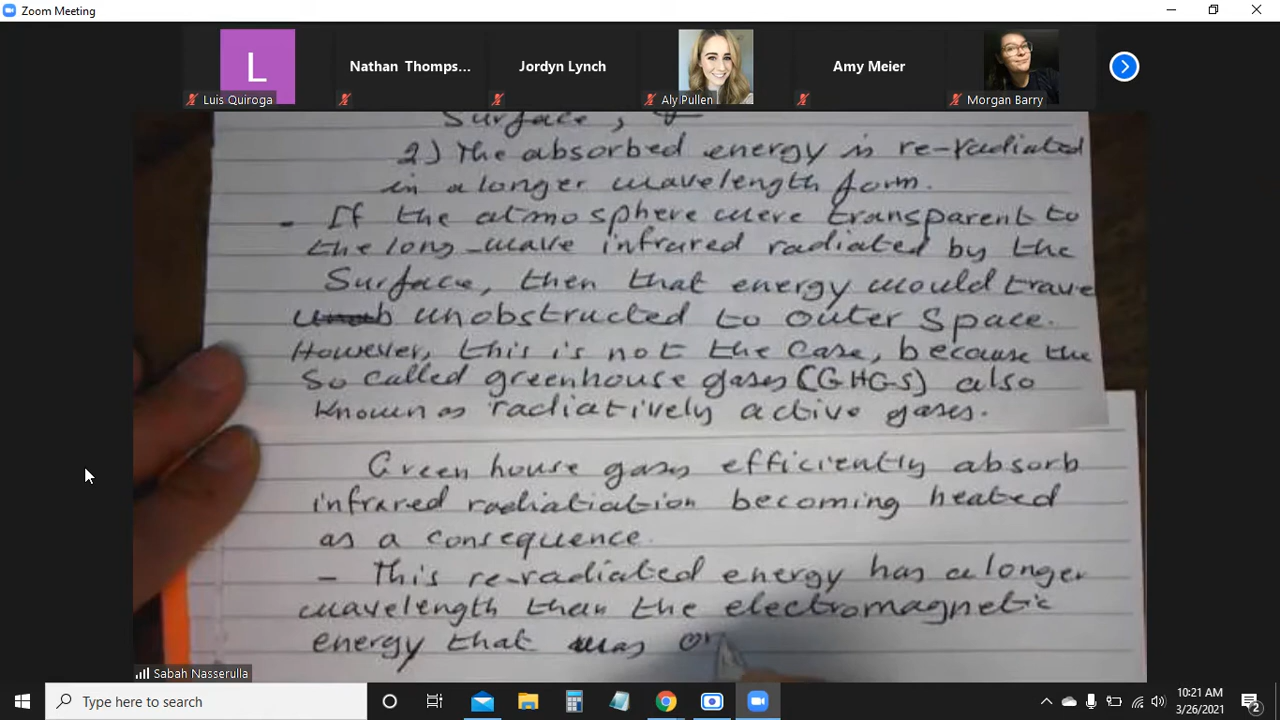 Zoom Meeting
L
Luis Quiroga
Nathan Thomps...
Jordyn Lynch
Aly Pullen
Amy Meier
Morgan Barry
Surface,
2) The absorbed energy is re-radiated
in a longer wavelength form.
- If the atmosphere were transparent to
the long-wave infrared radiated by the
Surface, then that energy would trave
unobstructed to outer space.
However, this is not the case, because the
so called greenhouse gases (GHGS) also
known as radiatively active gases.
Green house gases efficiently absorb
infrared radiatiation becoming heated
as a consequence.
- This re-radiated energy has a longer
wavelength than the electromagnetic
energy that was or
Sabah Nasserulla
Type here to search
10:21 AM
3/26/2021
2